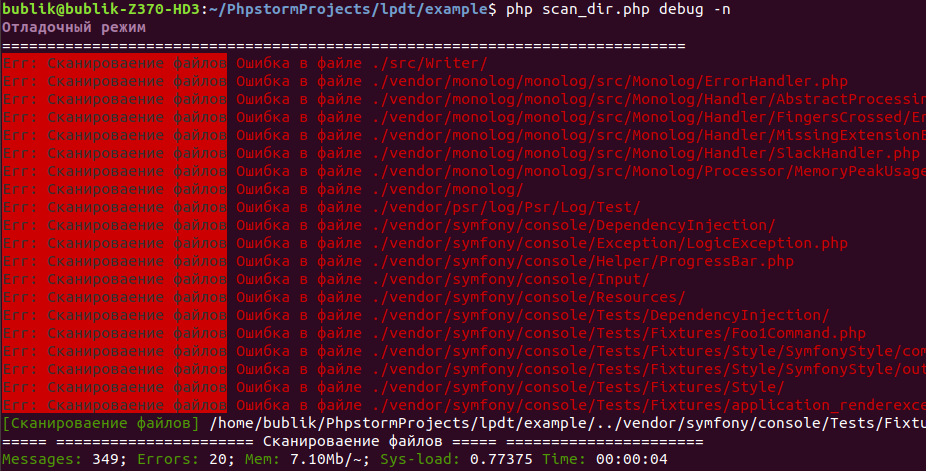 bublik@bublik-Z370-HD3:~/PhpstormProjects/lpdt/example$ php scan_dir.php debug -n
Отладочный режим
============================================================================
Err: Сканироваение файлов Ошибка в файле ./src/Writer/
Err: Сканироваение файлов Ошибка в файле ./vendor/monolog/monolog/src/Monolog/ErrorHandler.php
Err: Сканироваение файлов Ошибка в файле ./vendor/monolog/monolog/src/Monolog/Handler/AbstractProcessin
Err: Сканироваение файлов Ошибка в файле ./vendor/monolog/monolog/src/Monolog/Handler/FingersCrossed/Er
Err: Сканироваение файлов Ошибка в файле ./vendor/monolog/monolog/src/Monolog/Handler/MissingExtensionE
Err: Сканироваение файлов Ошибка в файле ./vendor/monolog/monolog/src/Monolog/Handler/SlackHandler.php
Err: Сканироваение файлов Ошибка в файле ./vendor/monolog/monolog/src/Monolog/Processor/MemoryPeakUsage
Err: Сканироваение файлов Ошибка в файле ./vendor/monolog/
Err: Сканироваение файлов Ошибка в файле ./vendor/psr/log/Psr/Log/Test/
Err: Сканироваение файлов Ошибка в файле ./vendor/symfony/console/DependencyInjection/
Err: Сканироваение файлов Ошибка в файле ./vendor/symfony/console/Exception/LogicException.php
Err: Сканироваение файлов Ошибка в файле ./vendor/symfony/console/Helper/ProgressBar.php
Err: Сканироваение файлов Ошибка в файле ./vendor/symfony/console/Input/
Err: Сканироваение файлов Ошибка в файле ./vendor/symfony/console/Resources/
Err: Сканироваение файлов Ошибка в файле ./vendor/symfony/console/Tests/DependencyInjection/
Err: Сканироваение файлов Ошибка в файле ./vendor/symfony/console/Tests/Fixtures/Foo1Command.php
Err: Сканироваение файлов Ошибка в файле ./vendor/symfony/console/Tests/Fixtures/Style/SymfonyStyle/com
Err: Сканироваение файлов Ошибка в файле ./vendor/symfony/console/Tests/Fixtures/Style/SymfonyStyle/out
Err: Сканироваение файлов Ошибка в файле ./vendor/symfony/console/Tests/Fixtures/Style/
Err: Сканироваение файлов Ошибка в файле ./vendor/symfony/console/Tests/Fixtures/application_renderexce
[Сканироваение файлов] /home/bublik/PhpstormProjects/lpdt/example/../vendor/symfony/console/Tests/Fixtu
===== ====================== Сканироваение файлов ===== ======================
Messages: 349; Errors: 20; Mem: 7.10Mb/~; Sys-load: 0.77375 Time: 00:00:04